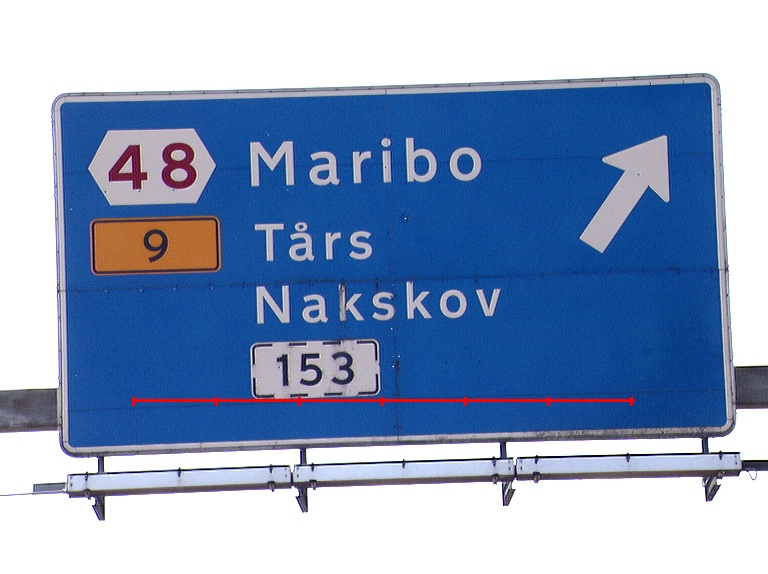 48 Maribo
9 Tårs
Nakskov
153